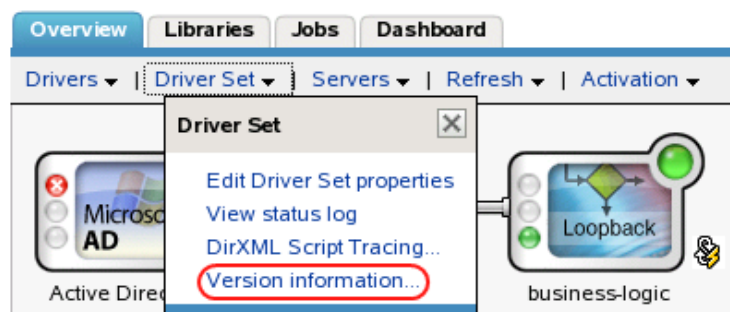 Overview Libraries Jobs Dashboard
Drivers | Driver Set | Servers | Refresh | Activation
Driver Set
Edit Driver Set properties
View status log
DirXML Script Tracing...
Version information...
Microso
AD
Active Direc
Loopback
business-logic